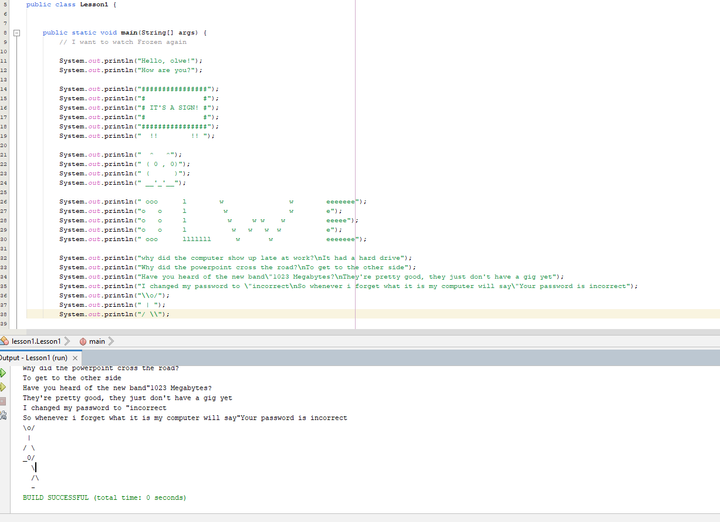 5 public class Lesson1 {
6
7
8 public static void main(String[] args) {
9 // I want to watch Frozen again
10
11 System.out.println("Hello, olwe!");
12 System.out.println("How are you?");
13
14 System.out.println("################");
15 System.out.println("#              #");
16 System.out.println("# IT'S A SIGN! #");
17 System.out.println("#              #");
18 System.out.println("################");
19 System.out.println("  !!        !! ");
20
21 System.out.println("  ^   ^");
22 System.out.println(" ( 0 , 0)");
23 System.out.println(" (      )");
24 System.out.println(" __^_^__");
25
26 System.out.println(" ooo      l        w                w        eeeeeee");
27 System.out.println("o   o     l         w               w        e");
28 System.out.println("o   o     l          w     w w     w         eeeee");
29 System.out.println("o   o     l           w   w   w   w          e");
30 System.out.println(" ooo      lllllll      w       w             eeeeeee");
31
32 System.out.println("why did the computer show up late at work?\nIt had a hard drive");
33 System.out.println("Why did the powerpoint cross the road?\nTo get to the other side");
34 System.out.println("Have you heard of the new band\"1023 Megabytes?\nThey're pretty good, they just don't have a gig yet");
35 System.out.println("I changed my password to \"incorrect\nSo whenever i forget what it is my computer will say\"Your password is incorrect");
36 System.out.println("\\o/");
37 System.out.println(" | ");
38 System.out.println("/ \\");
39
lesson1.Lesson1 main
Output - Lesson1 (run) ×
Why did the powerpoint cross the road?
To get to the other side
Have you heard of the new band"1023 Megabytes?
They're pretty good, they just don't have a gig yet
I changed my password to "incorrect
So whenever i forget what it is my computer will say"Your password is incorrect
\o/
 |
/ \
_0/
  \
  /\
  -
BUILD SUCCESSFUL (total time: 0 seconds)